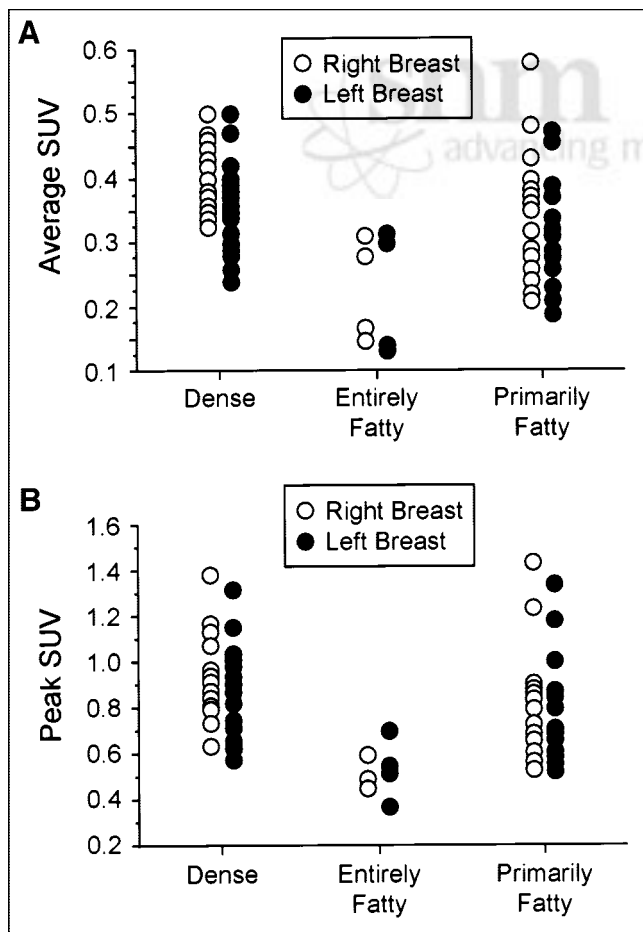 A
0.6
0.5
0.4
0.3
0.2
0.1
Average SUV
Right Breast
Left Breast
snm
advancing m
Dense
Entirely
Fatty
Primarily
Fatty
B
1.6
1.4
1.2
1.0
0.8
0.6
0.4
0.2
Peak SUV
Right Breast
Left Breast
Dense
Entirely
Fatty
Primarily
Fatty